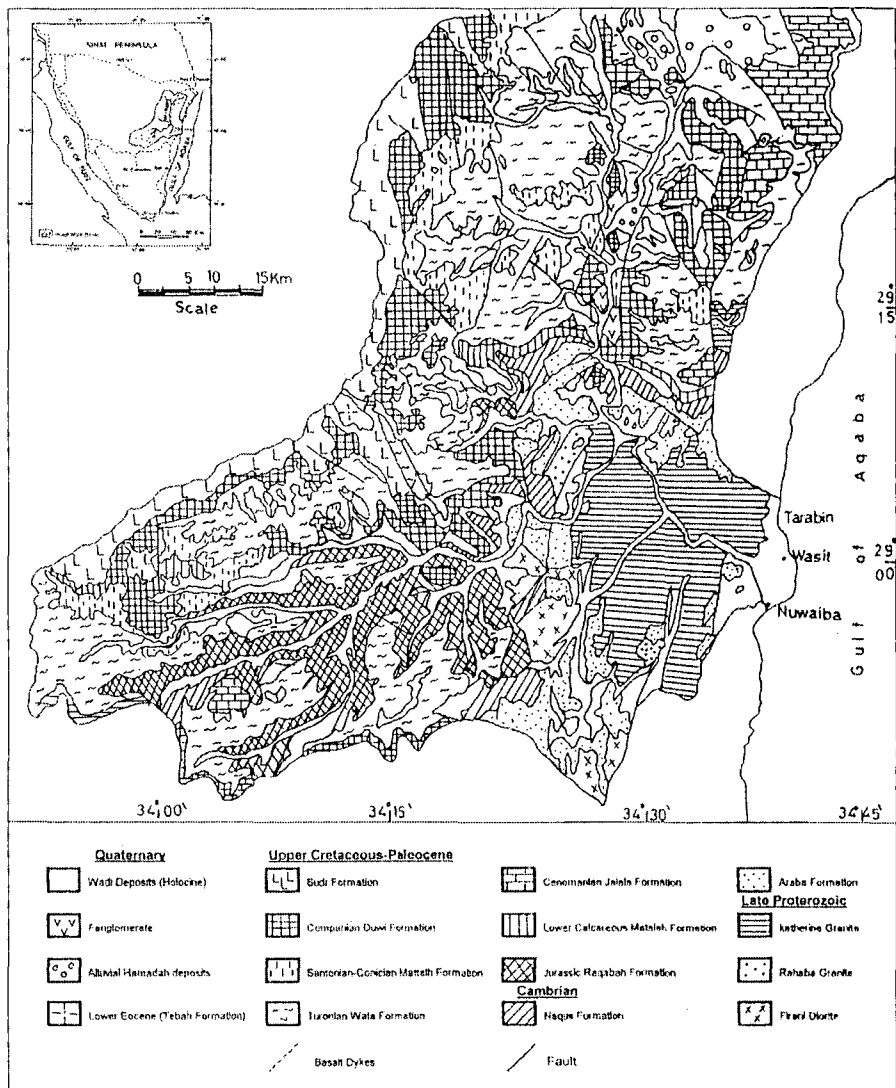 SINAI PENINSULA
GULF OF SUEZ
0 5 10 15 Km
Scale
29° 15'
Gulf of Aqaba
Tarabin
Wasit
29° 00'
Nuwaiba
34° 00'
34° 15'
34° 30'
34° 45'
Quaternary
Wadi Deposits (Holocine)
Fanglomerate
Alluvial Hamadah deposits
Lower Eocene (Tebah Formation)
Upper Cretaceous-Paleocene
Sudr Formation
Companian Duwi Formation
Santonian-Conician Mattalh Formation
Turonian Wata Formation
Cenomanian Jalala Formation
Lower Calcareous Malalah Formation
Jurassic Raqabah Formation
Cambrian
Naqus Formation
Araba Formation
Late Proterozoic
katherine Granite
Rahaba Granite
Firani Diorite
Basalt Dykes
Fault